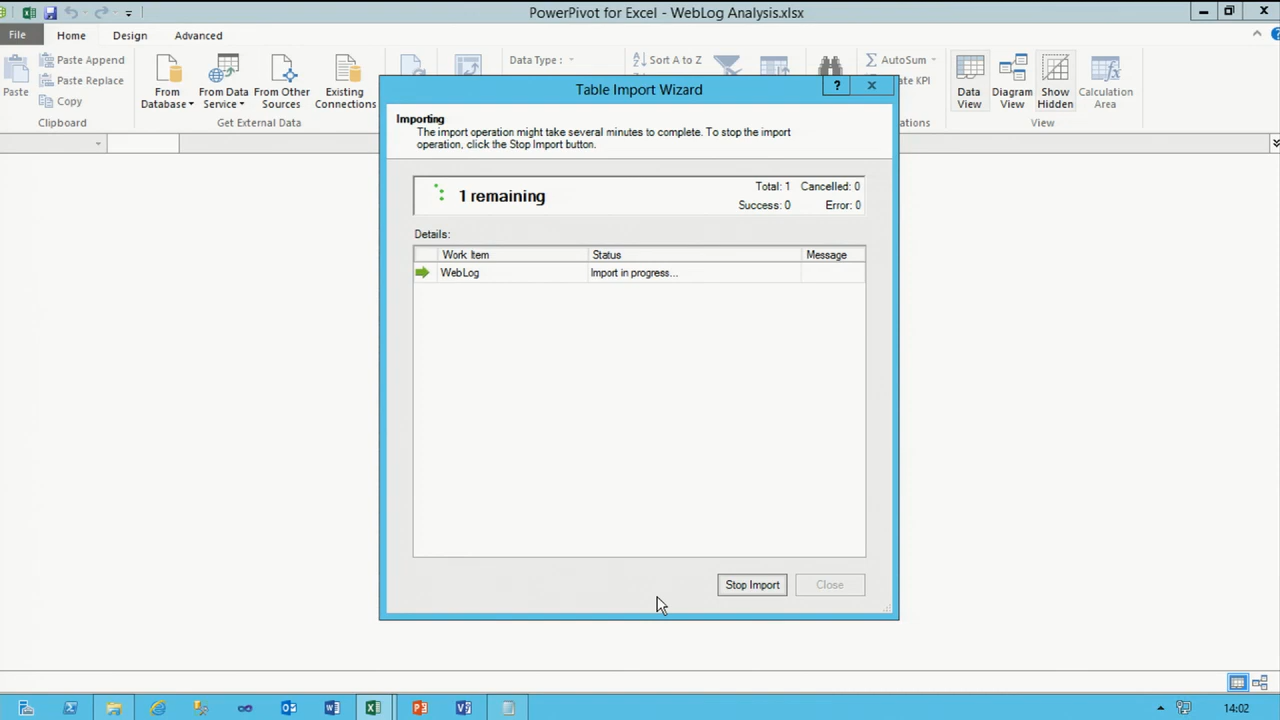 PowerPivot for Excel - WebLog Analysis.xlsx
File
Home
Design
Advanced
Paste
Paste Append
Paste Replace
Copy
Clipboard
From
Database
From Data
Service
From Other
Sources
Existing
Connections
Get External Data
Data Type :
Sort A to Z
AutoSum
KPI
Data
View
Diagram
View
Show
Hidden
Calculation
Area
View
Table Import Wizard
?
Importing
The import operation might take several minutes to complete. To stop the import
operation, click the Stop Import button.
1 remaining
Total: 1 Cancelled: 0
Success: 0 Error: 0
Details:
Work Item Status Message
WebLog Import in progress...
Stop Import
Close
14:02